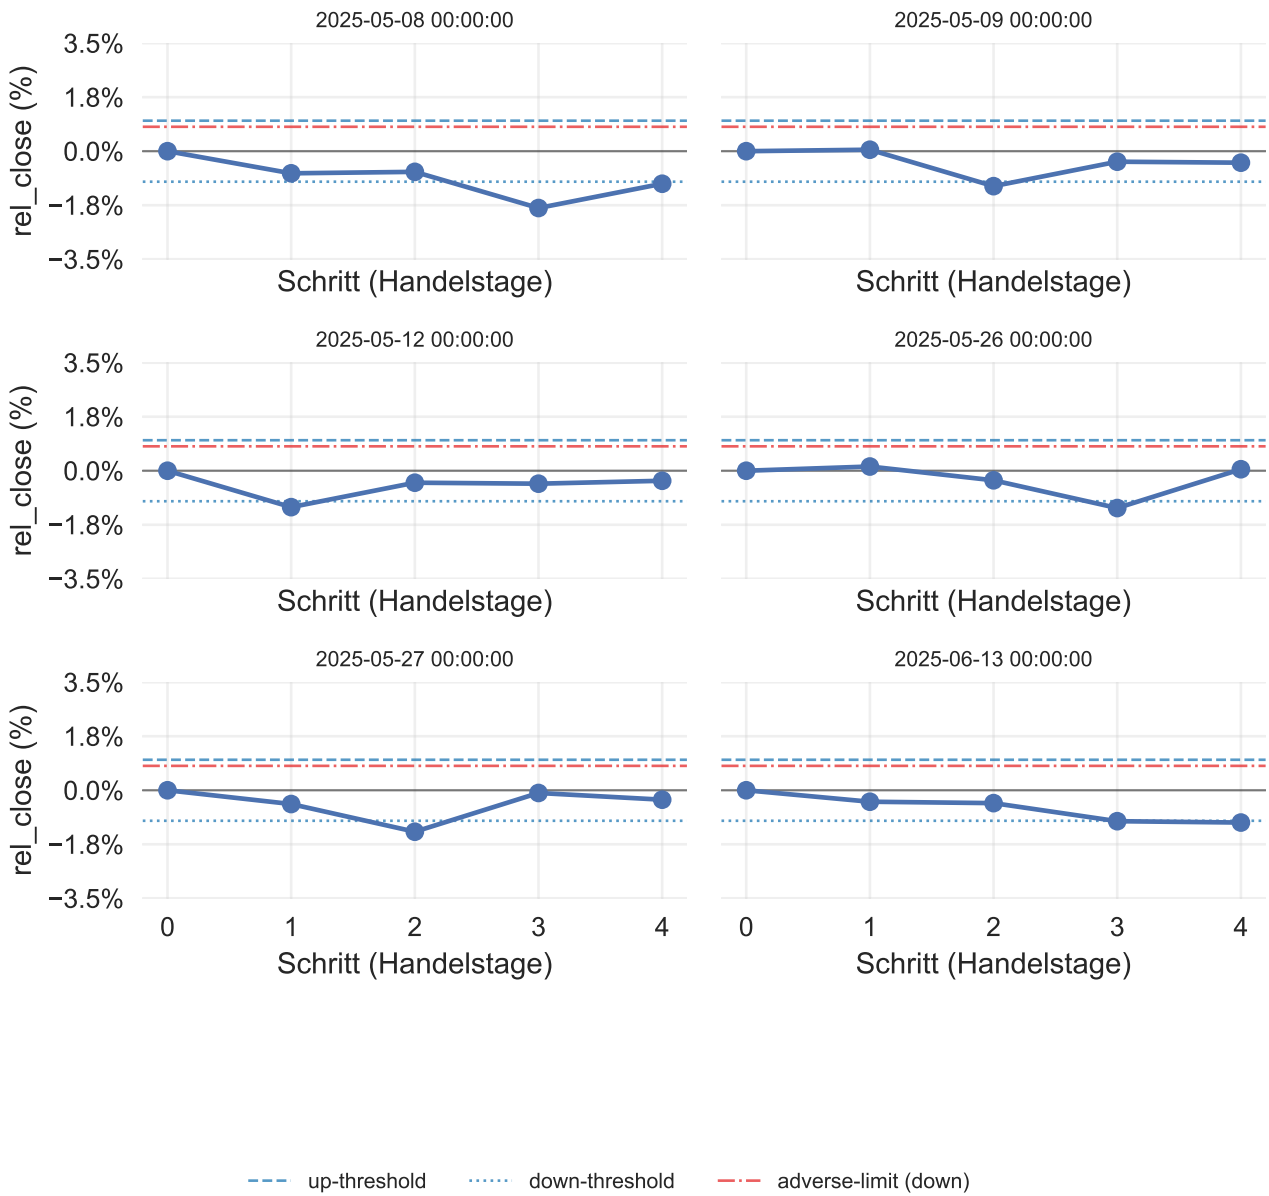 2025-05-08 00:00:00
2025-05-09 00:00:00
3.5%
1.8%
0.0%
−1.8%
−3.5%
rel_close (%)
Schritt (Handelstage)
Schritt (Handelstage)
2025-05-12 00:00:00
2025-05-26 00:00:00
3.5%
1.8%
0.0%
−1.8%
−3.5%
rel_close (%)
Schritt (Handelstage)
Schritt (Handelstage)
2025-05-27 00:00:00
2025-06-13 00:00:00
3.5%
1.8%
0.0%
−1.8%
−3.5%
rel_close (%)
0 1 2 3 4
0 1 2 3 4
Schritt (Handelstage)
Schritt (Handelstage)
up-threshold down-threshold adverse-limit (down)